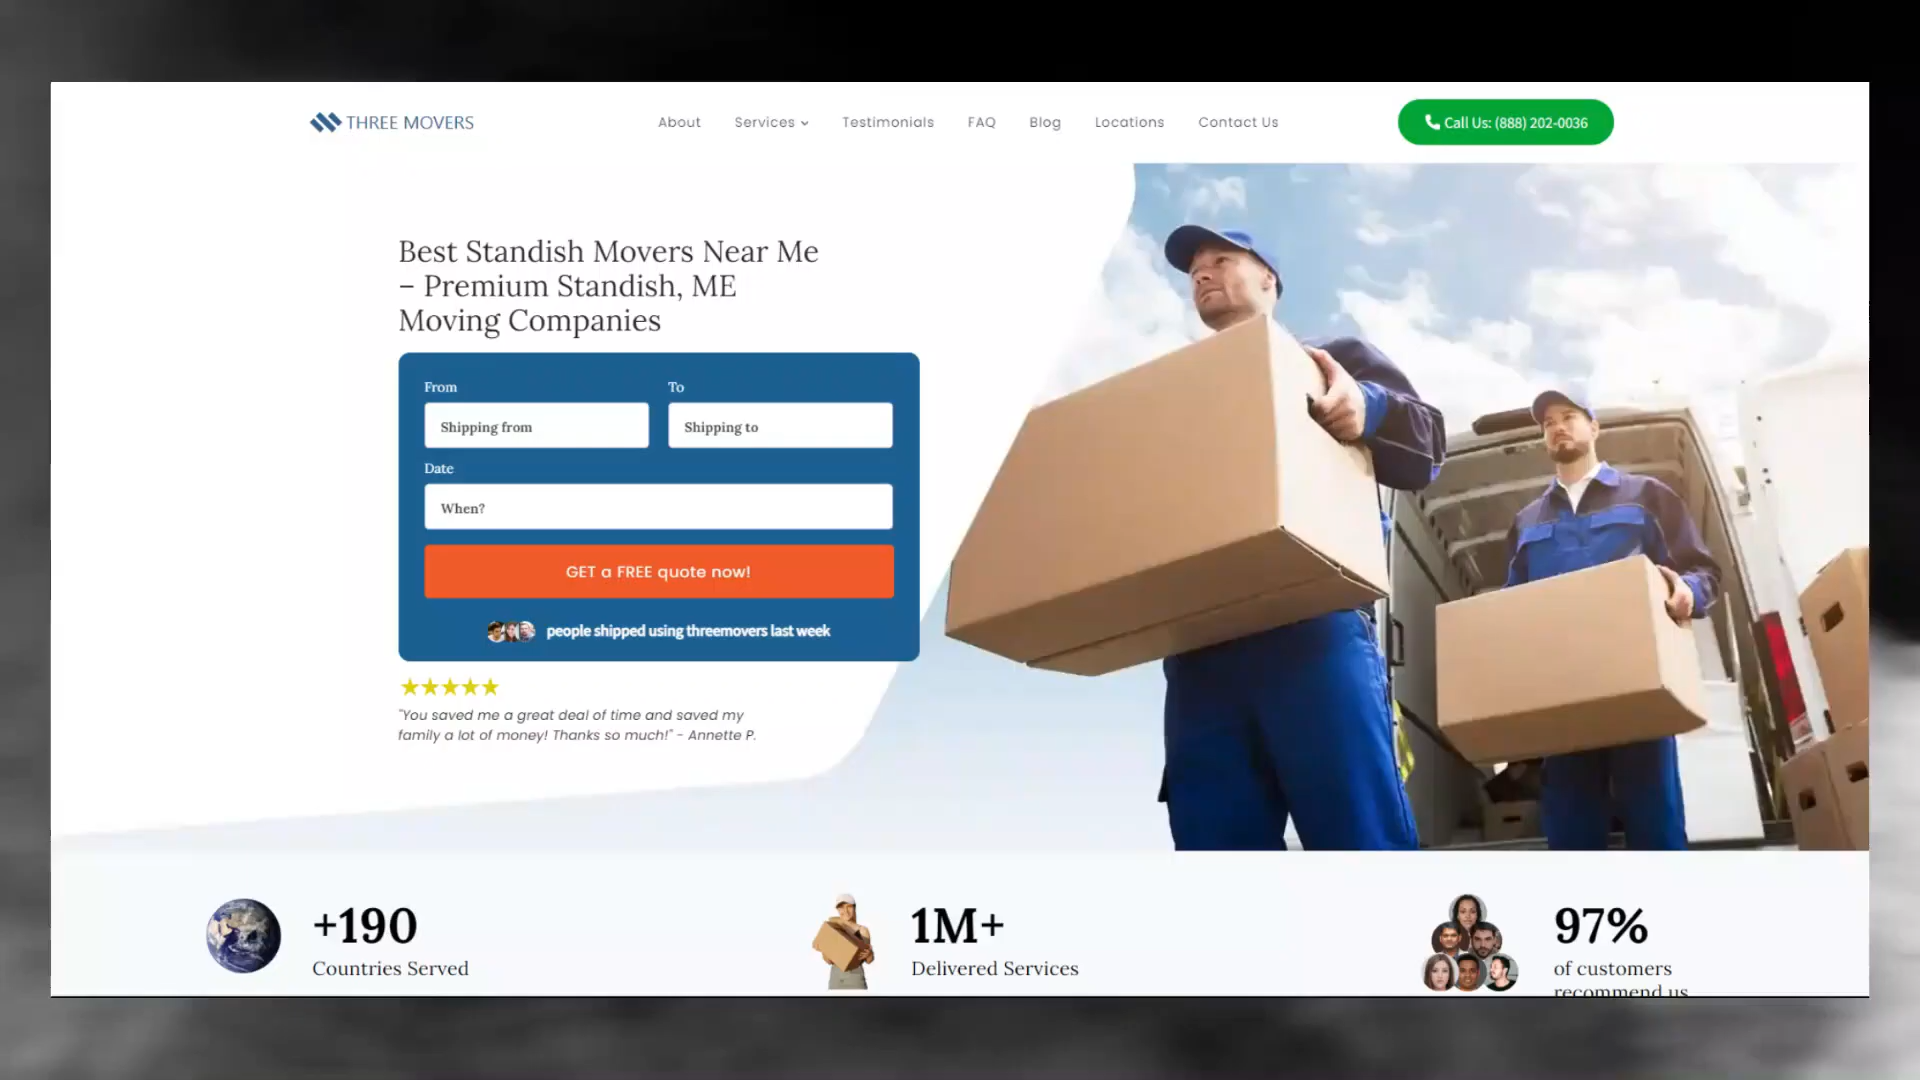 THREE MOVERS
About
Services
Testimonials
FAQ
Blog
Locations
Contact Us
Call Us: (888) 202-0036
Best Standish Movers Near Me
– Premium Standish, ME
Moving Companies
From
To
Shipping from
Shipping to
Date
When?
GET a FREE quote now!
people shipped using threemovers last week
"You saved me a great deal of time and saved my
family a lot of money! Thanks so much!" - Annette P.
+190
Countries Served
1M+
Delivered Services
97%
of customers
recommend us